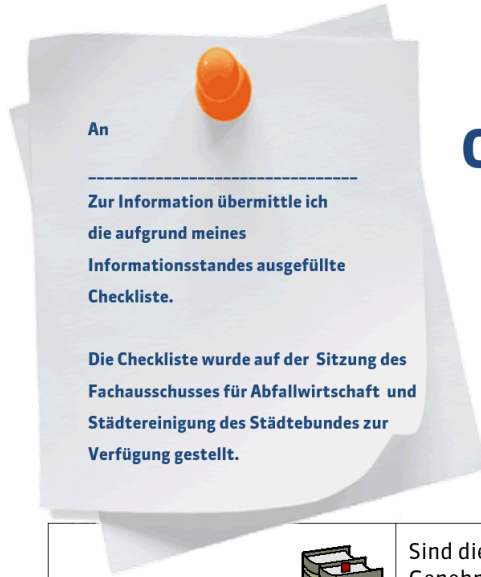 An
________________________________
Zur Information übermittle ich
die aufgrund meines
Informationsstandes ausgefüllte
Checkliste.
Die Checkliste wurde auf der Sitzung des
Fachausschusses für Abfallwirtschaft und
Städtereinigung des Städtebundes zur
Verfügung gestellt.
Sind die